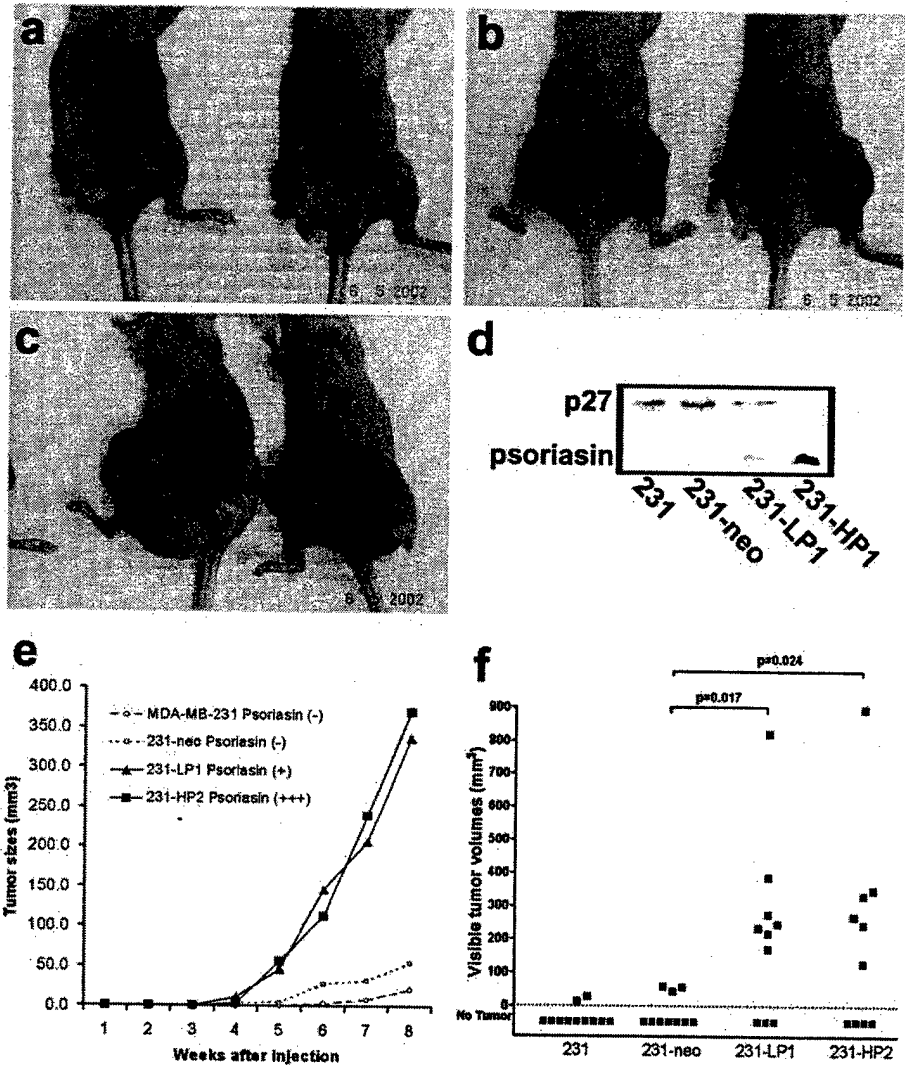 a
b
6 5 2002
6 5 2002
c
6 5 2002
d
p27
psoriasin
231
231-neo
231-LP1
231-HP1
e
400.0
350.0
300.0
250.0
200.0
150.0
100.0
50.0
0.0
Tumor sizes (mm3)
MDA-MB-231 Psoriasin (-)
231-neo Psoriasin (-)
231-LP1 Psoriasin (+)
231-HP2 Psoriasin (+++)
1 2 3 4 5 6 7 8
Weeks after injection
f
p=0.024
p=0.017
900
800
700
600
500
400
300
200
100
0
Visible tumor volumes (mm³)
No Tumor
231 231-neo 231-LP1 231-HP2